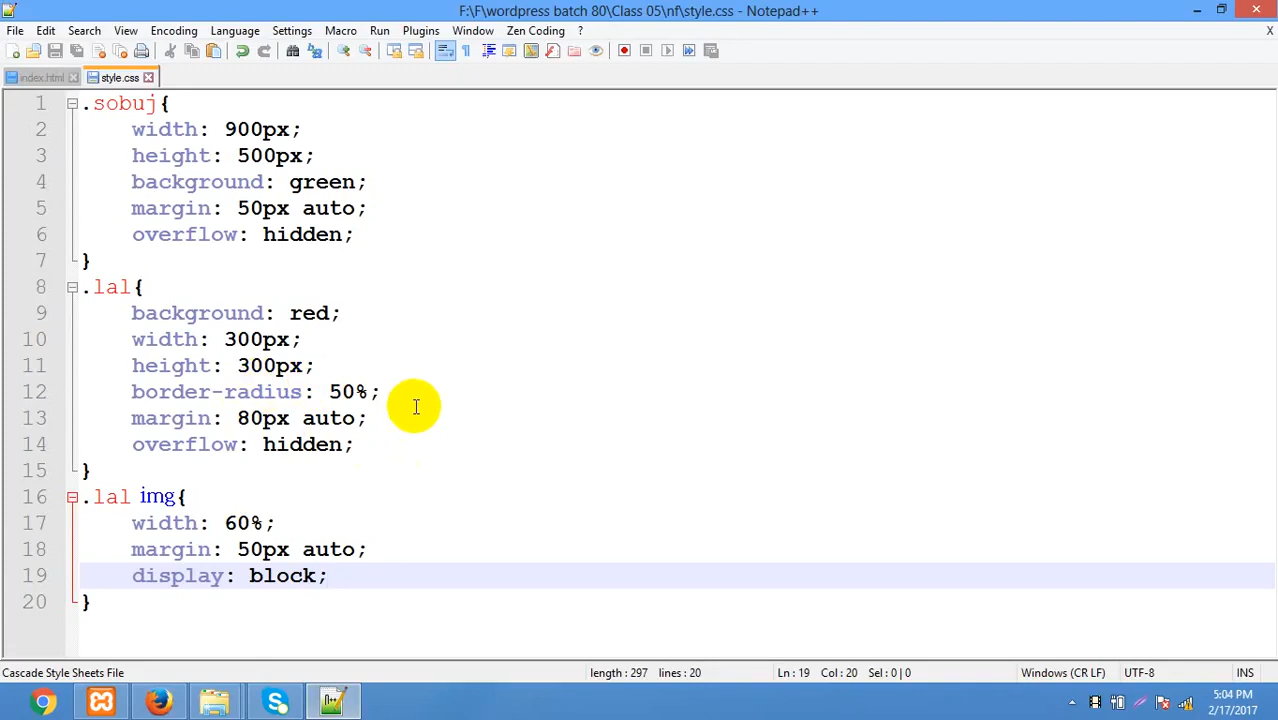 F:\F\wordpress batch 80\Class 05\nf\style.css - Notepad++
File Edit Search View Encoding Language Settings Macro Run Plugins Window Zen Coding ? X
index.html style.css
1 .sobuj{
2 width: 900px;
3 height: 500px;
4 background: green;
5 margin: 50px auto;
6 overflow: hidden;
7 }
8 .lal{
9 background: red;
10 width: 300px;
11 height: 300px;
12 border-radius: 50%;
13 margin: 80px auto;
14 overflow: hidden;
15 }
16 .lal img{
17 width: 60%;
18 margin: 50px auto;
19 display: block;
20 }
Cascade Style Sheets File length : 297 lines : 20 Ln : 19 Col : 20 Sel : 0 | 0 Windows (CR LF) UTF-8 INS
5:04 PM
2/17/2017